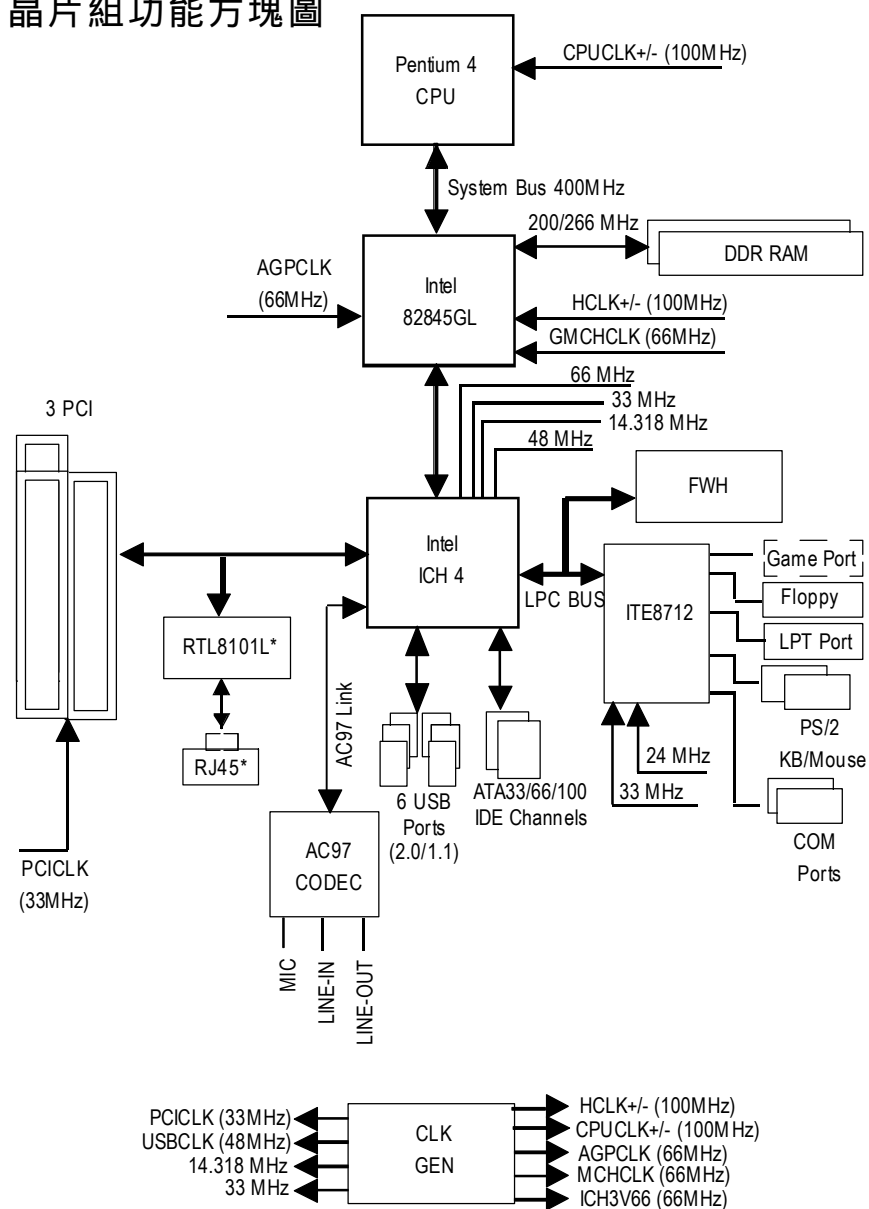 晶片組功能方塊圖
Pentium 4
CPU
CPUCLK+/- (100MHz)
System Bus 400MHz
200/266 MHz
DDR RAM
AGPCLK
(66MHz)
Intel
82845GL
HCLK+/- (100MHz)
GMCHCLK (66MHz)
66 MHz
33 MHz
14.318 MHz
48 MHz
3 PCI
FWH
Intel
ICH 4
LPC BUS
ITE8712
Game Port
Floppy
LPT Port
PS/2
KB/Mouse
24 MHz
33 MHz
COM
Ports
RTL8101L*
RJ45*
AC97 Link
6 USB
Ports
(2.0/1.1)
ATA33/66/100
IDE Channels
AC97
CODEC
PCICLK
(33MHz)
MIC
LINE-IN
LINE-OUT
PCICLK (33MHz)
USBCLK (48MHz)
14.318 MHz
33 MHz
CLK
GEN
HCLK+/- (100MHz)
CPUCLK+/- (100MHz)
AGPCLK (66MHz)
MCHCLK (66MHz)
ICH3V66 (66MHz)